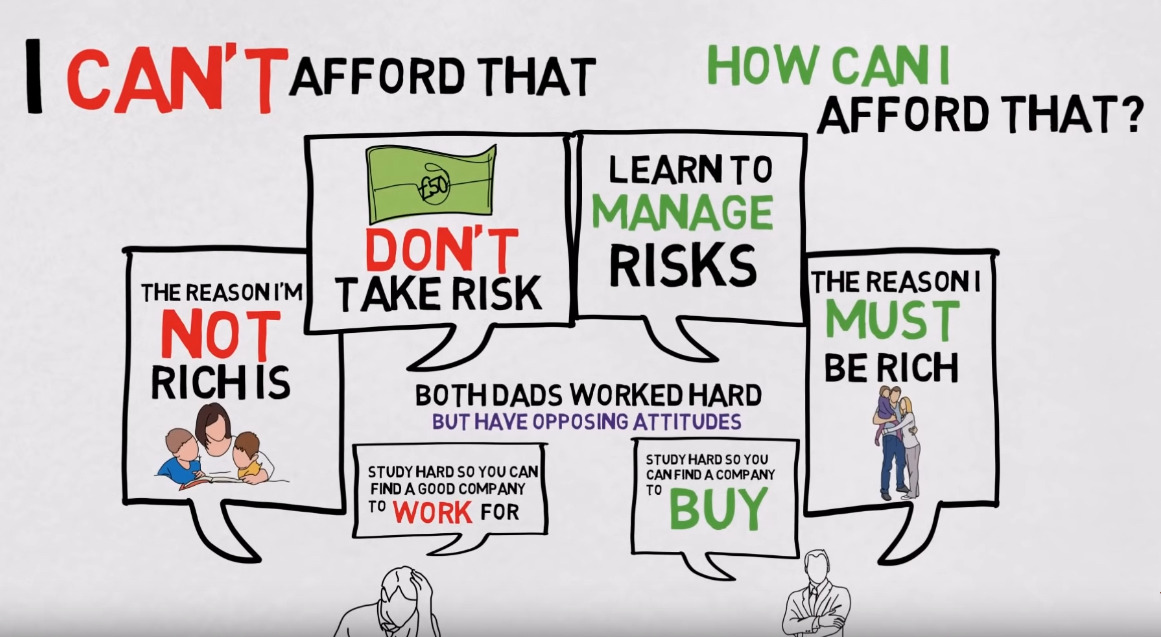 I CAN'T AFFORD THAT
HOW CAN I
AFFORD THAT?
£50
DON'T
TAKE RISK
LEARN TO
MANAGE
RISKS
THE REASON I'M
NOT
RICH IS
THE REASON I
MUST
BE RICH
BOTH DADS WORKED HARD
BUT HAVE OPPOSING ATTITUDES
STUDY HARD SO YOU CAN
FIND A GOOD COMPANY
TO WORK FOR
STUDY HARD SO YOU
CAN FIND A COMPANY
TO BUY